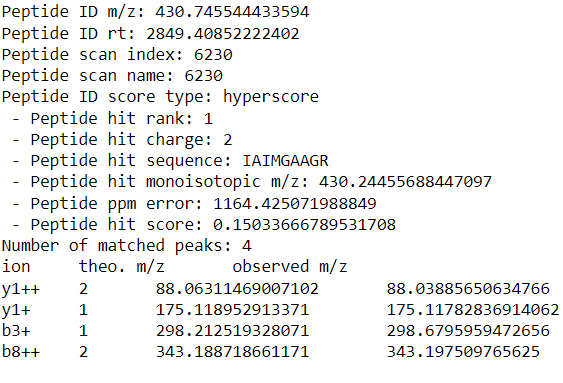 Peptide ID m/z: 430.745544433594
Peptide ID rt: 2849.40852222402
Peptide scan index: 6230
Peptide scan name: 6230
Peptide ID score type: hyperscore
- Peptide hit rank: 1
- Peptide hit charge: 2
- Peptide hit sequence: IAIMGAAGR
- Peptide hit monoisotopic m/z: 430.24455688447097
- Peptide ppm error: 1164.425071988849
- Peptide hit score: 0.15033666789531708
Number of matched peaks: 4
ion theo. m/z observed m/z
y1++ 2 88.06311469007102 88.03885650634766
y1+ 1 175.118952913371 175.11782836914062
b3+ 1 298.212519328071 298.6795959472656
b8++ 2 343.188718661171 343.197509765625